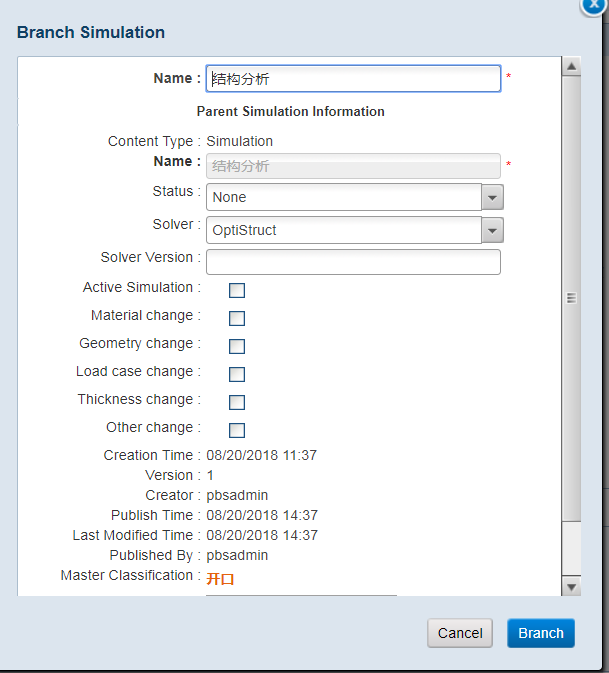 Branch Simulation
Name : 结构分析 *
Parent Simulation Information
Content Type : Simulation
Name : 结构分析 *
Status : None
Solver : OptiStruct
Solver Version :
Active Simulation :
Material change :
Geometry change :
Load case change :
Thickness change :
Other change :
Creation Time : 08/20/2018 11:37
Version : 1
Creator : pbsadmin
Publish Time : 08/20/2018 14:37
Last Modified Time : 08/20/2018 14:37
Published By : pbsadmin
Master Classification : 开口
Cancel Branch